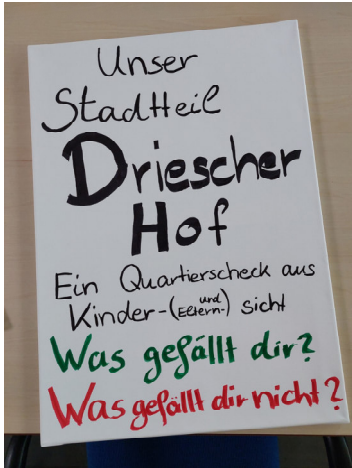 Unser
Stadtteil
Driescher
Hof
Ein Quartierscheck aus
Kinder-(und Eltern-) sicht
Was gefällt dir?
Was gefällt dir nicht?